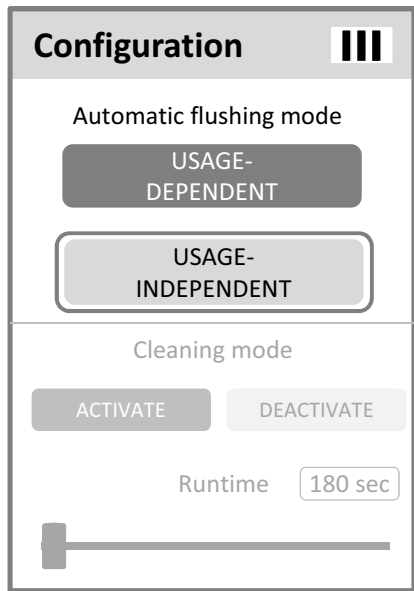 Configuration
Automatic flushing mode
USAGE-
DEPENDENT
USAGE-
INDEPENDENT
Cleaning mode
ACTIVATE DEACTIVATE
Runtime 180 sec